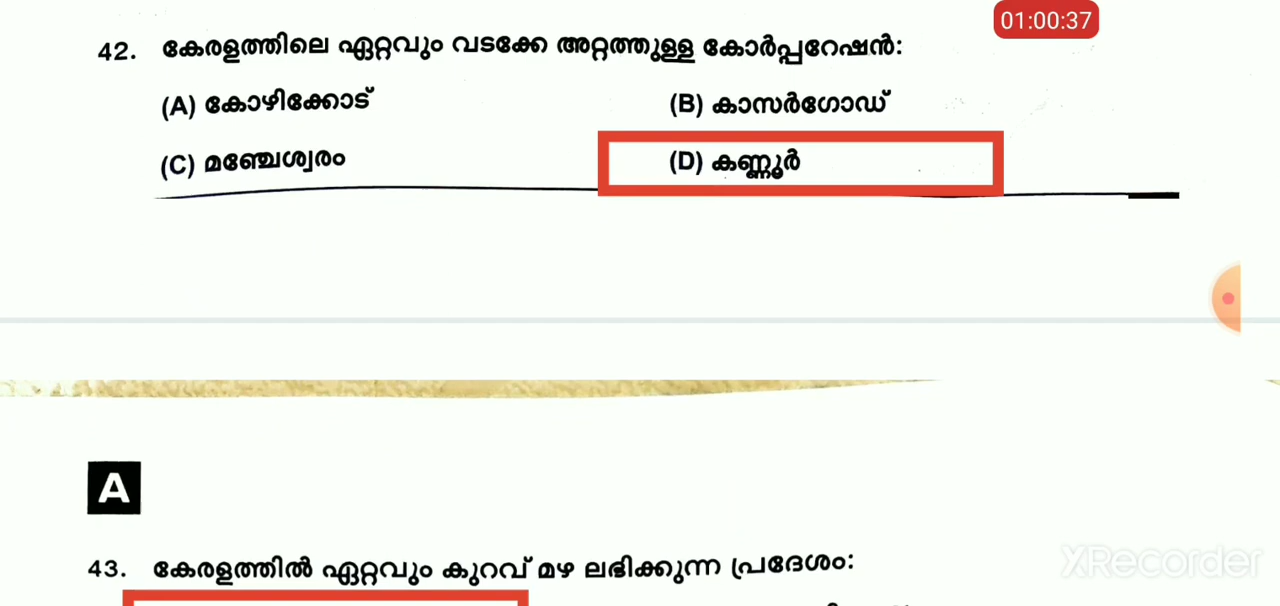 01:00:37
42. കേരളത്തിലെ ഏറ്റവും വടക്കേ അറ്റത്തുള്ള കോർപ്പറേഷൻ:
(A) കോഴിക്കോട് (B) കാസർഗോഡ്
(C) മഞ്ചേശ്വരം (D) കണ്ണൂർ
A
43. കേരളത്തിൽ ഏറ്റവും കുറവ് മഴ ലഭിക്കുന്ന പ്രദേശം:
XRecorder